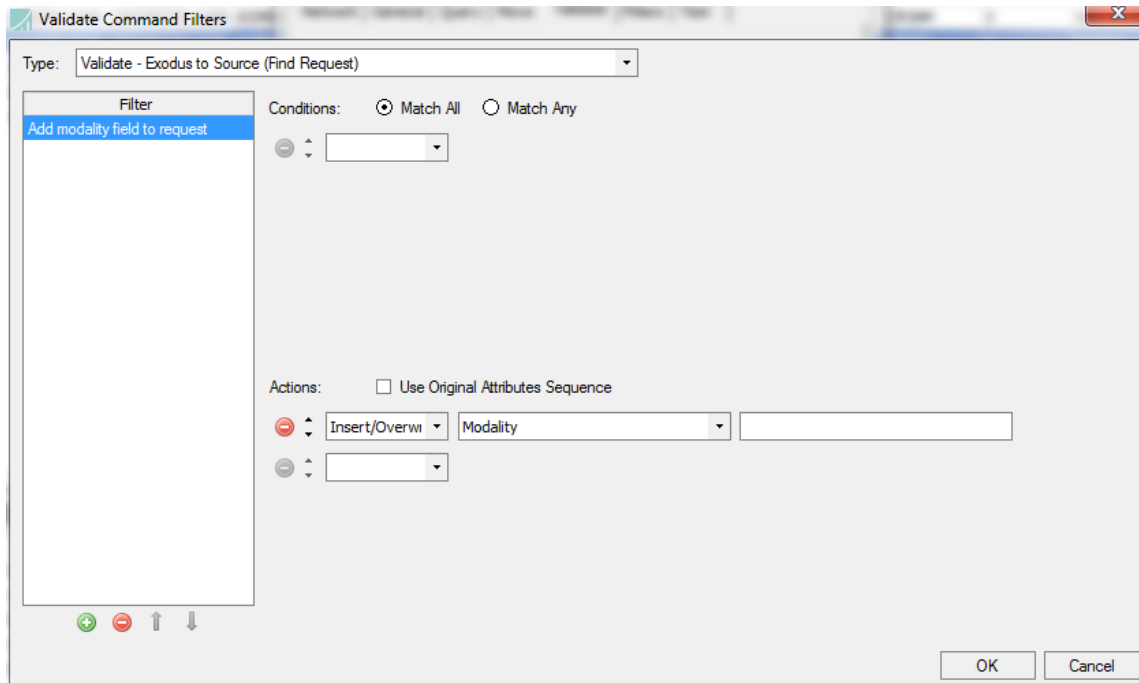 Validate Command Filters
Type: Validate - Exodus to Source (Find Request)
Filter
Conditions: Match All Match Any
Add modality field to request
Actions: Use Original Attributes Sequence
Insert/Overwr Modality
OK Cancel